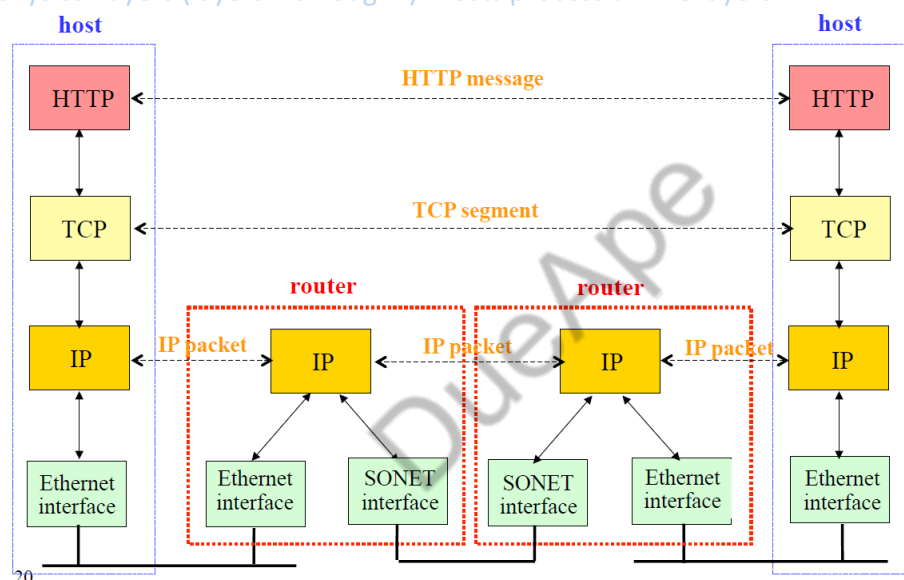 host
host
HTTP
HTTP message
HTTP
TCP
TCP segment
TCP
router
router
IP
IP packet
IP
IP packet
IP
IP packet
IP
Ethernet
interface
Ethernet
interface
SONET
interface
SONET
interface
Ethernet
interface
Ethernet
interface
20
DueApe